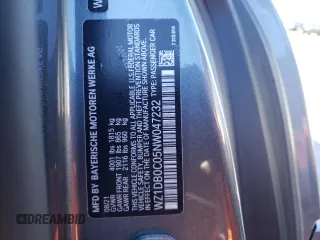 MFD BY BAYERISCHE MOTOREN WERKE AG
08/21
GVWR 4001 lbs 1815 kg
GAWR FRONT 1907 lbs 865 kg
GAWR REAR 2116 lbs 960 kg
THIS VEHICLE CONFORMS TO ALL
APPLICABLE U.S. FEDERAL MOTOR
VEHICLE SAFETY, BUMPER
AND THEFT PREVENTION STANDARDS
IN EFFECT ON THE DATE OF
MANUFACTURE SHOWN ABOVE.
WZ1DB0C05NW047232
TYPE: PASSENGER CAR
DREAMBID